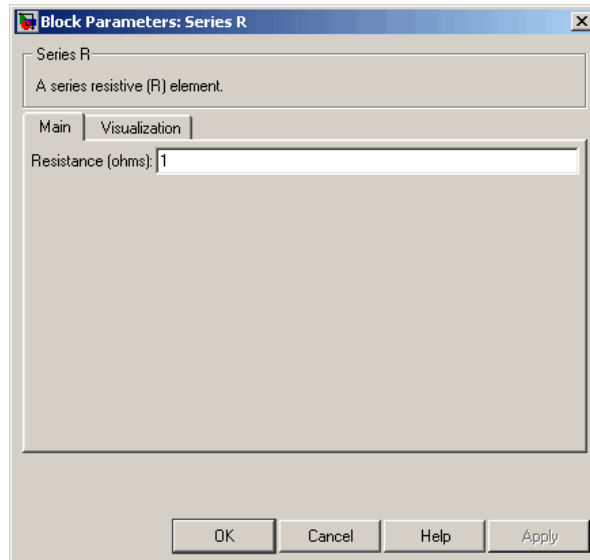 Block Parameters: Series R
Series R
A series resistive (R) element.
Main Visualization
Resistance (ohms): 1
OK Cancel Help Apply